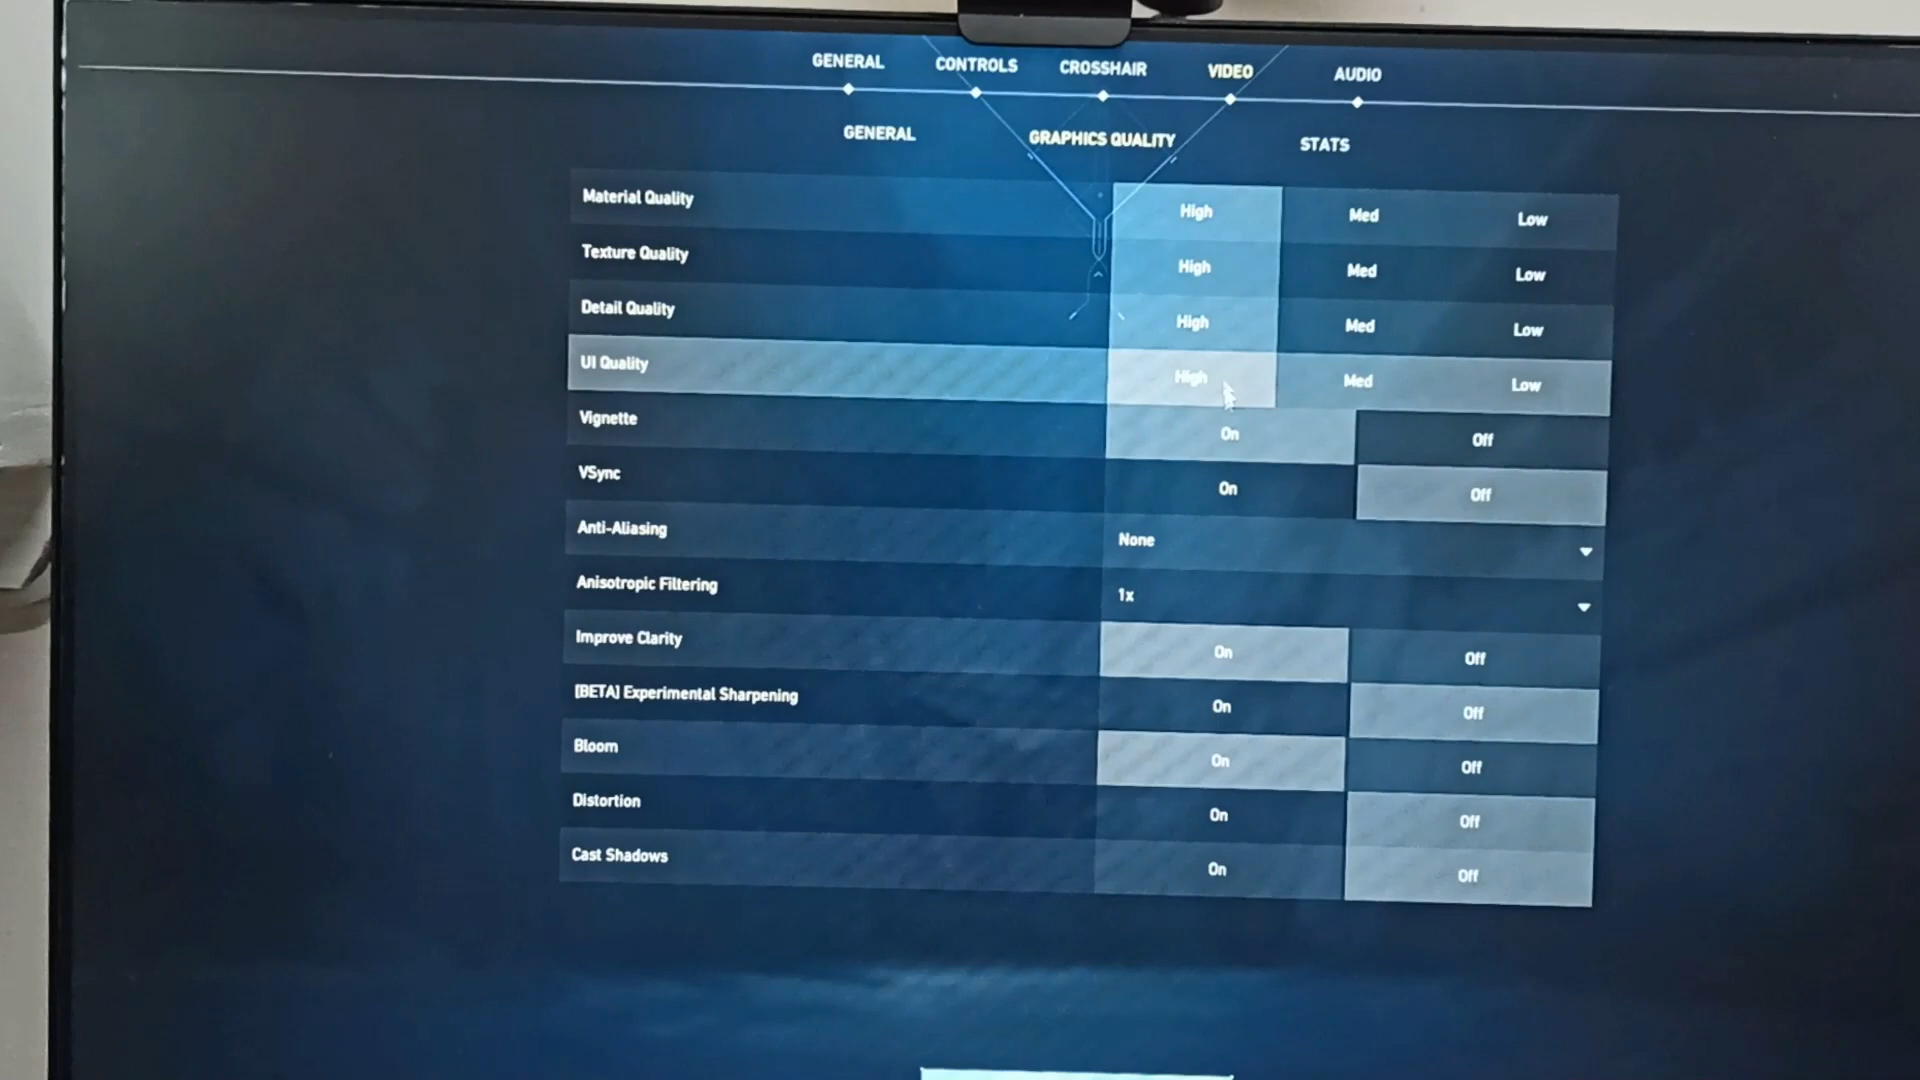 GENERAL CONTROLS CROSSHAIR VIDEO AUDIO
GENERAL GRAPHICS QUALITY STATS
Material Quality High Med Low
Texture Quality High Med Low
Detail Quality High Med Low
UI Quality High Med Low
Vignette On Off
VSync On Off
Anti-Aliasing None
Anisotropic Filtering 1x
Improve Clarity On Off
[BETA] Experimental Sharpening On Off
Bloom On Off
Distortion On Off
Cast Shadows On Off